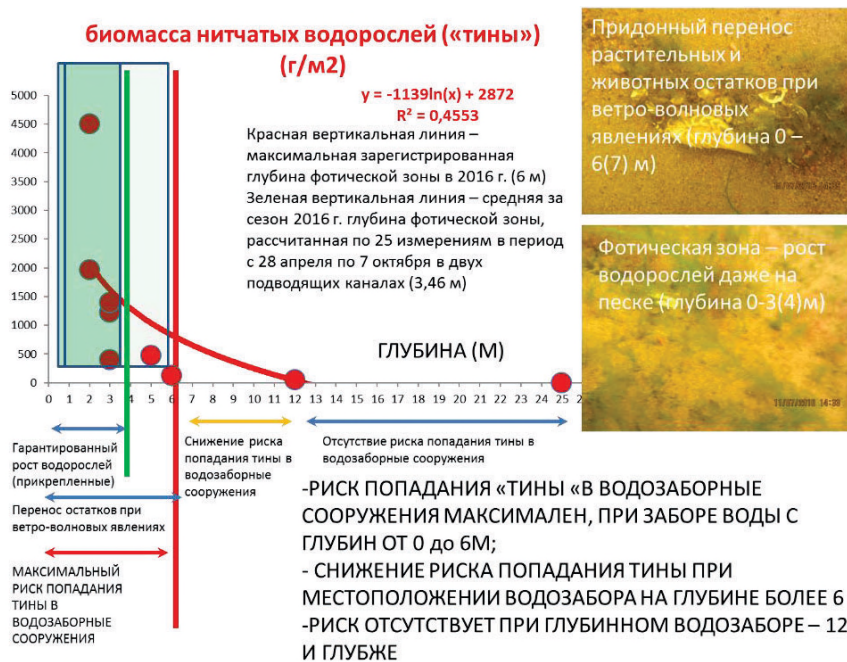 биомасса нитчатых водорослей («тины»)
(г/м2)
y = -1139ln(x) + 2872
R² = 0,4553
Красная вертикальная линия –
максимальная зарегистрированная
глубина фотической зоны в 2016 г. (6 м)
Зеленая вертикальная линия – средняя за
сезон 2016 г. глубина фотической зоны,
рассчитанная по 25 измерениям в период
с 28 апреля по 7 октября в двух
подводящих каналах (3,46 м)
5000
4500
4000
3500
3000
2500
2000
1500
1000
500
0
ГЛУБИНА (М)
0 1 2 3 4 5 6 7 8 9 10 11 12 13 14 15 16 17 18 19 20 21 22 23 24 25 2
Придонный перенос
растительных и
животных остатков при
ветро-волновых
явлениях (глубина 0 –
6(7) м)
Фотическая зона – рост
водорослей даже на
песке (глубина 0-3(4)м)
Гарантированный
рост водорослей
(прикрепленные)
Снижение риска
попадания тины в
водозаборные
сооружения
Отсутствие риска попадания тины в
водозаборные сооружения
Перенос остатков при
ветро-волновых явлениях
МАКСИМАЛЬНЫЙ
РИСК ПОПАДАНИЯ
ТИНЫ В
ВОДОЗАБОРНЫЕ
СООРУЖЕНИЯ
-РИСК ПОПАДАНИЯ «ТИНЫ «В ВОДОЗАБОРНЫЕ
СООРУЖЕНИЯ МАКСИМАЛЕН, ПРИ ЗАБОРЕ ВОДЫ С
ГЛУБИН ОТ 0 до 6М;
- СНИЖЕНИЕ РИСКА ПОПАДАНИЯ ТИНЫ ПРИ
МЕСТОПОЛОЖЕНИИ ВОДОЗАБОРА НА ГЛУБИНЕ БОЛЕЕ 6
-РИСК ОТСУТСТВУЕТ ПРИ ГЛУБИННОМ ВОДОЗАБОРЕ – 12
И ГЛУБЖЕ